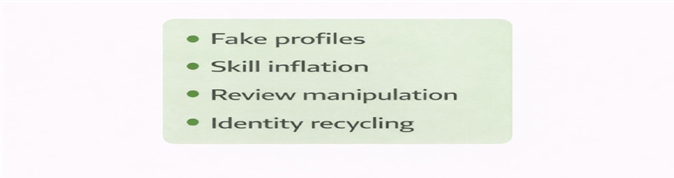 • Fake profiles
• Skill inflation
• Review manipulation
• Identity recycling